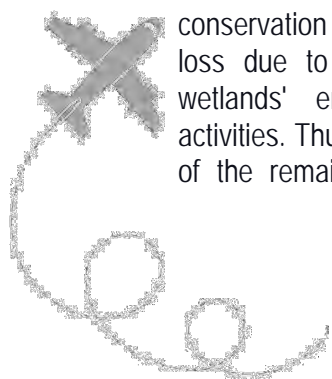 conservation
loss due to
wetlands' e
activities. Thu
of the remai